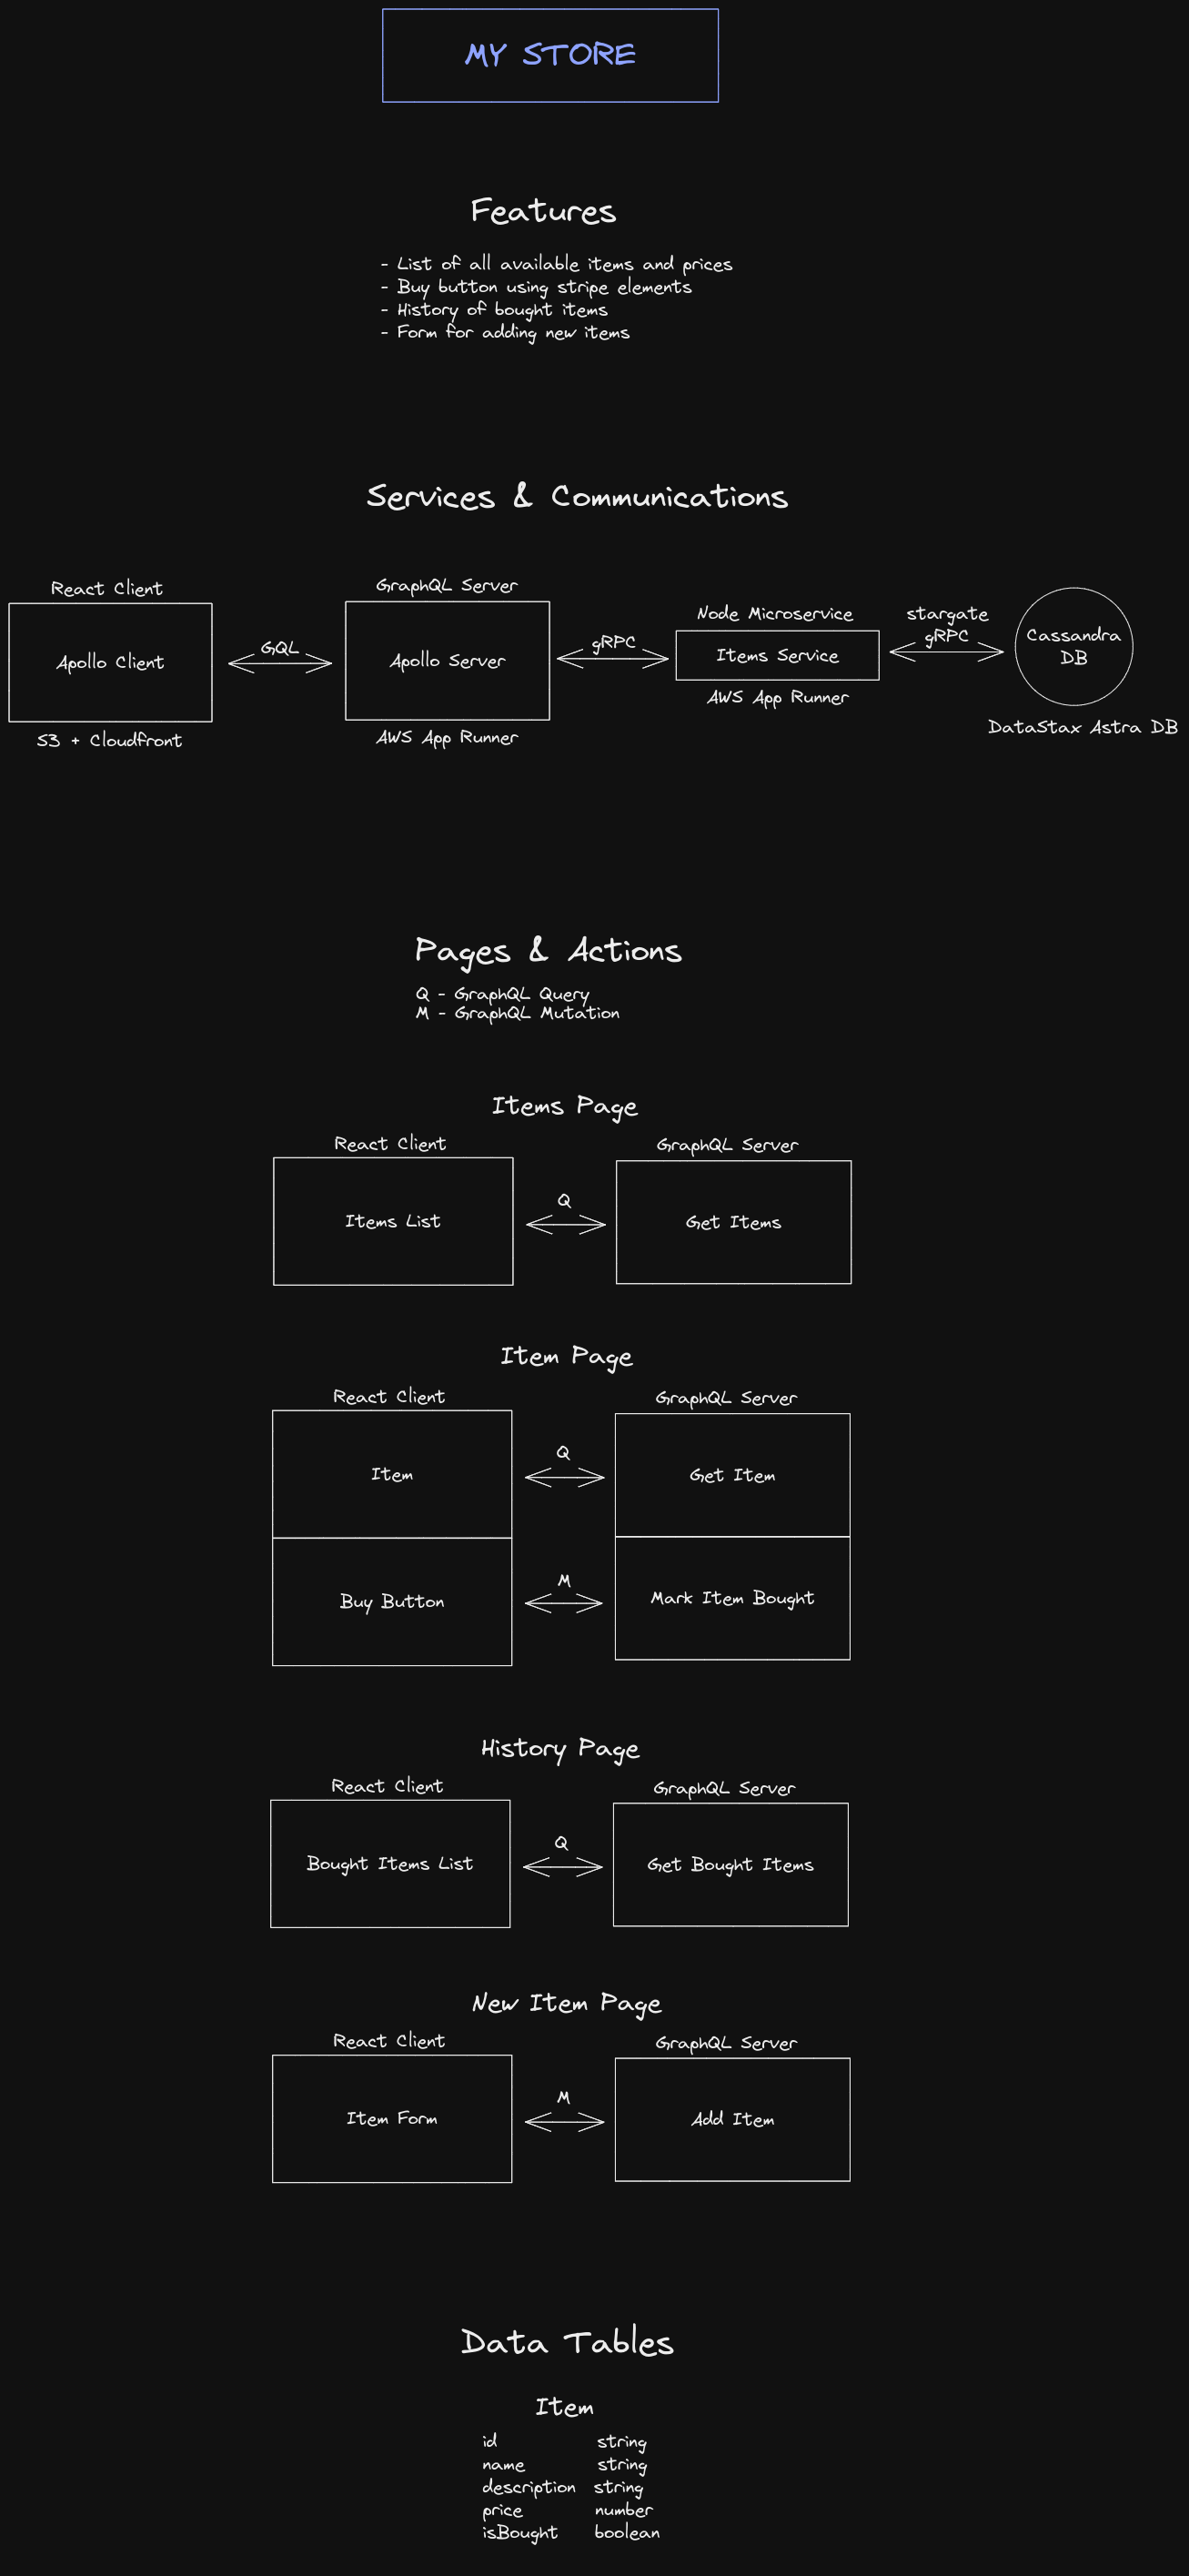 MY STORE
Features
- List of all available items and prices
- Buy button using stripe elements
- History of bought items
- Form for adding new items
Services & Communications
React Client
Apollo Client
S3 + Cloudfront
GQL
GraphQL Server
Apollo Server
AWS App Runner
gRPC
Node Microservice
Items Service
AWS App Runner
stargate
gRPC
Cassandra
DB
DataStax Astra DB
Pages & Actions
Q - GraphQL Query
M - GraphQL Mutation
Items Page
React Client
GraphQL Server
Items List
Q
Get Items
Item Page
React Client
GraphQL Server
Item
Q
Get Item
Buy Button
M
Mark Item Bought
History Page
React Client
GraphQL Server
Bought Items List
Q
Get Bought Items
New Item Page
React Client
GraphQL Server
Item Form
M
Add Item
Data Tables
Item
id string
name string
description string
price number
isBought boolean